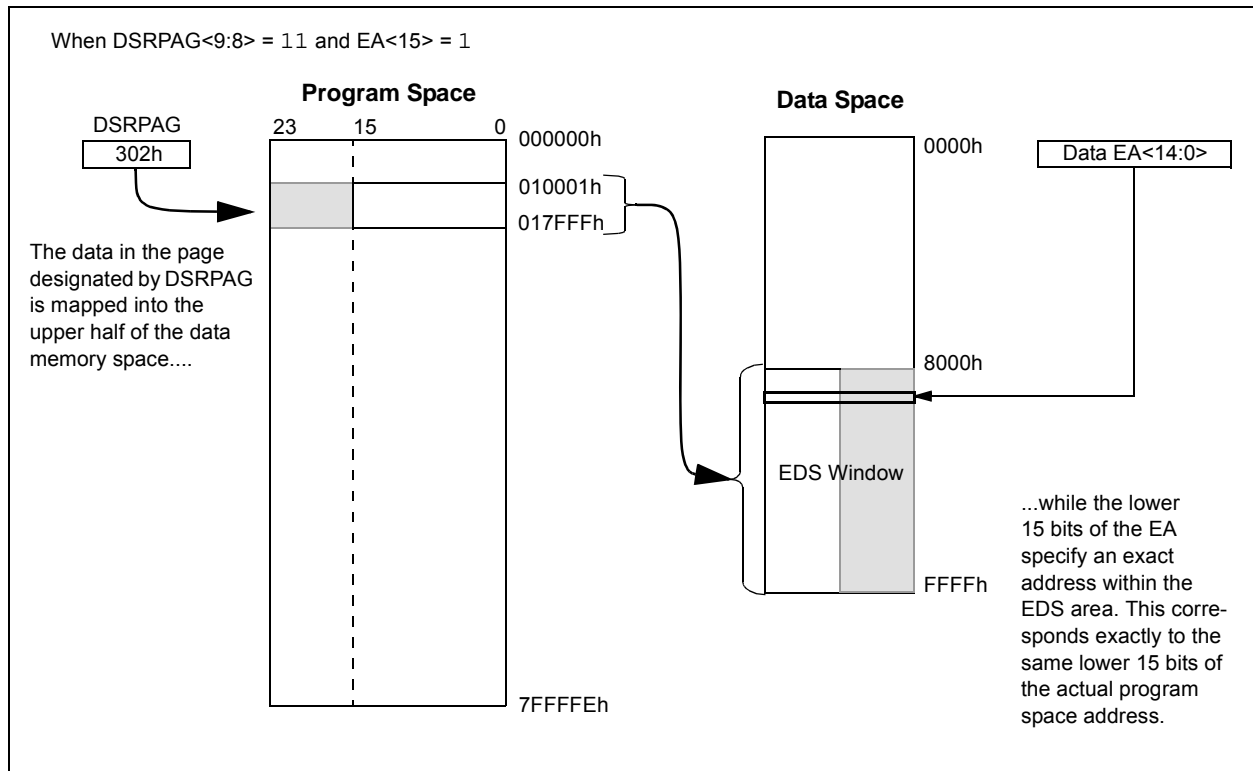 When DSRPAG<9:8> = 11 and EA<15> = 1
Program Space
Data Space
DSRPAG
302h
23
15
0
000000h
010001h
017FFFh
7FFFFEh
The data in the page
designated by DSRPAG
is mapped into the
upper half of the data
memory space....
0000h
8000h
EDS Window
FFFFh
Data EA<14:0>
...while the lower
15 bits of the EA
specify an exact
address within the
EDS area. This corre-
sponds exactly to the
same lower 15 bits of
the actual program
space address.